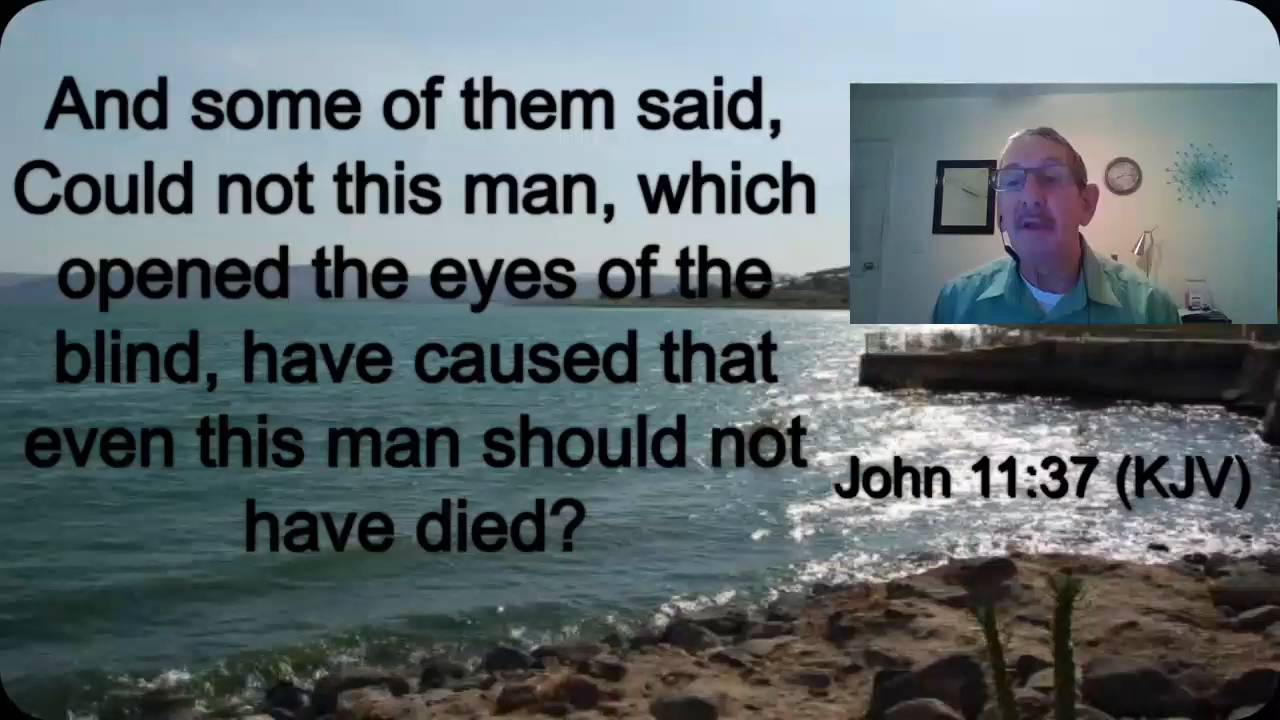 And some of them said,
Could not this man, which
opened the eyes of the
blind, have caused that
even this man should not
have died?
John 11:37 (KJV)